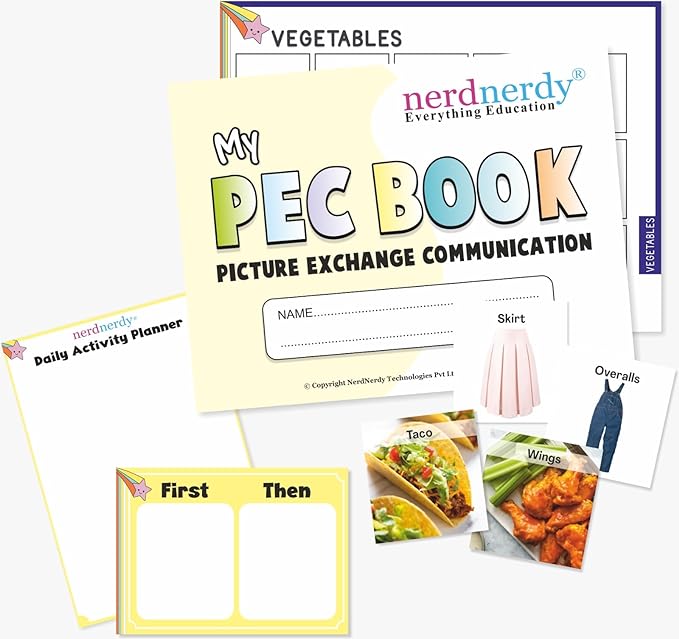 VEGETABLES
nerdnerdy®
Everything Education
My
PEC BOOK
PICTURE EXCHANGE COMMUNICATION
VEGETABLES
NAME..........................................
..........................................................
© Copyright NerdNerdy Technologies Pvt Lt
Skirt
Overalls
nerdnerdy®
Daily Activity Planner
Taco
Wings
First Then